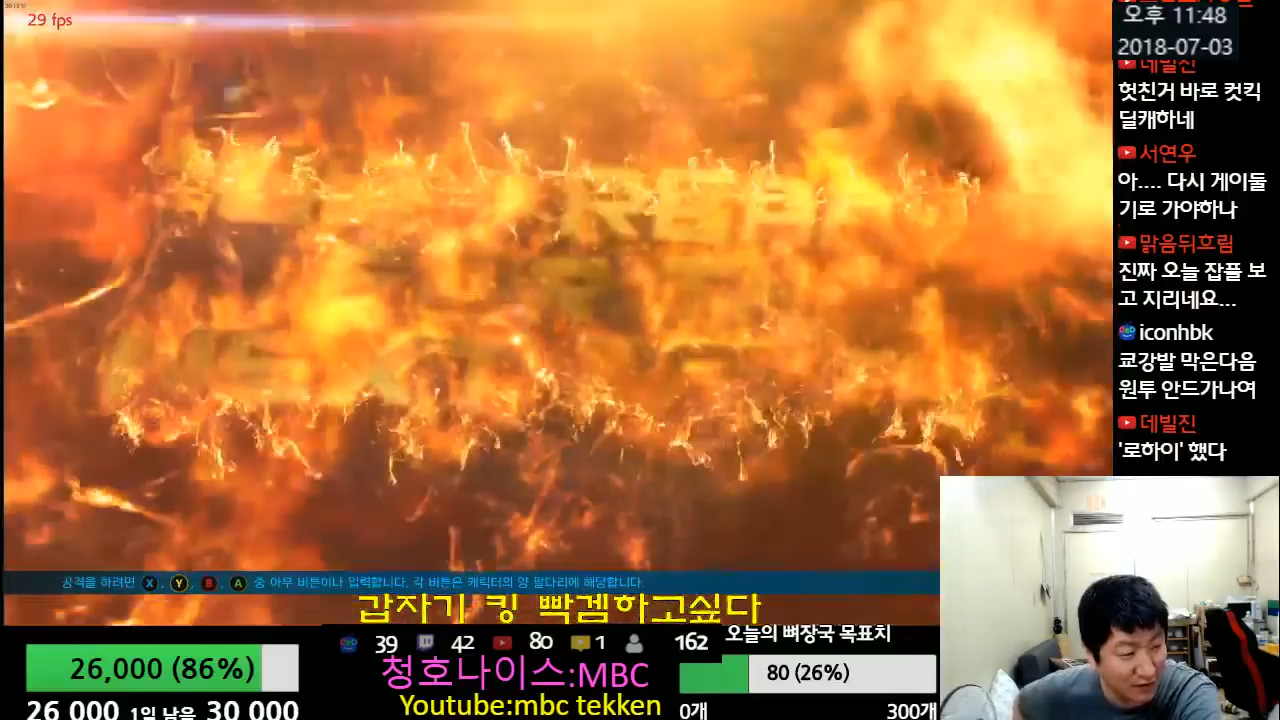 29 fps
오후 11:48
2018-07-03
데빌진
헛친거 바로 컷킥
딜캐하네
서연우
아.... 다시 게이둘
기로 가야하나
맑음뒤흐림
진짜 오늘 잡플 보
고 지리네요...
iconhbk
쿄강발 막은다음
원투 안드가나여
데빌진
'로하이' 했다
공격을 하려면 X, Y, B, A 중 아무 버튼이나 입력합니다. 각 버튼은 캐릭터의 양 팔다리에 해당합니다.
갑자기 킹 빡겜하고싶다
39 42 80 1 162
오늘의 뼈장국 목표치
26,000 (86%)
청호나이스:MBC
80 (26%)
Youtube:mbc tekken
26 000 1일 남음 30 000
0개 300개